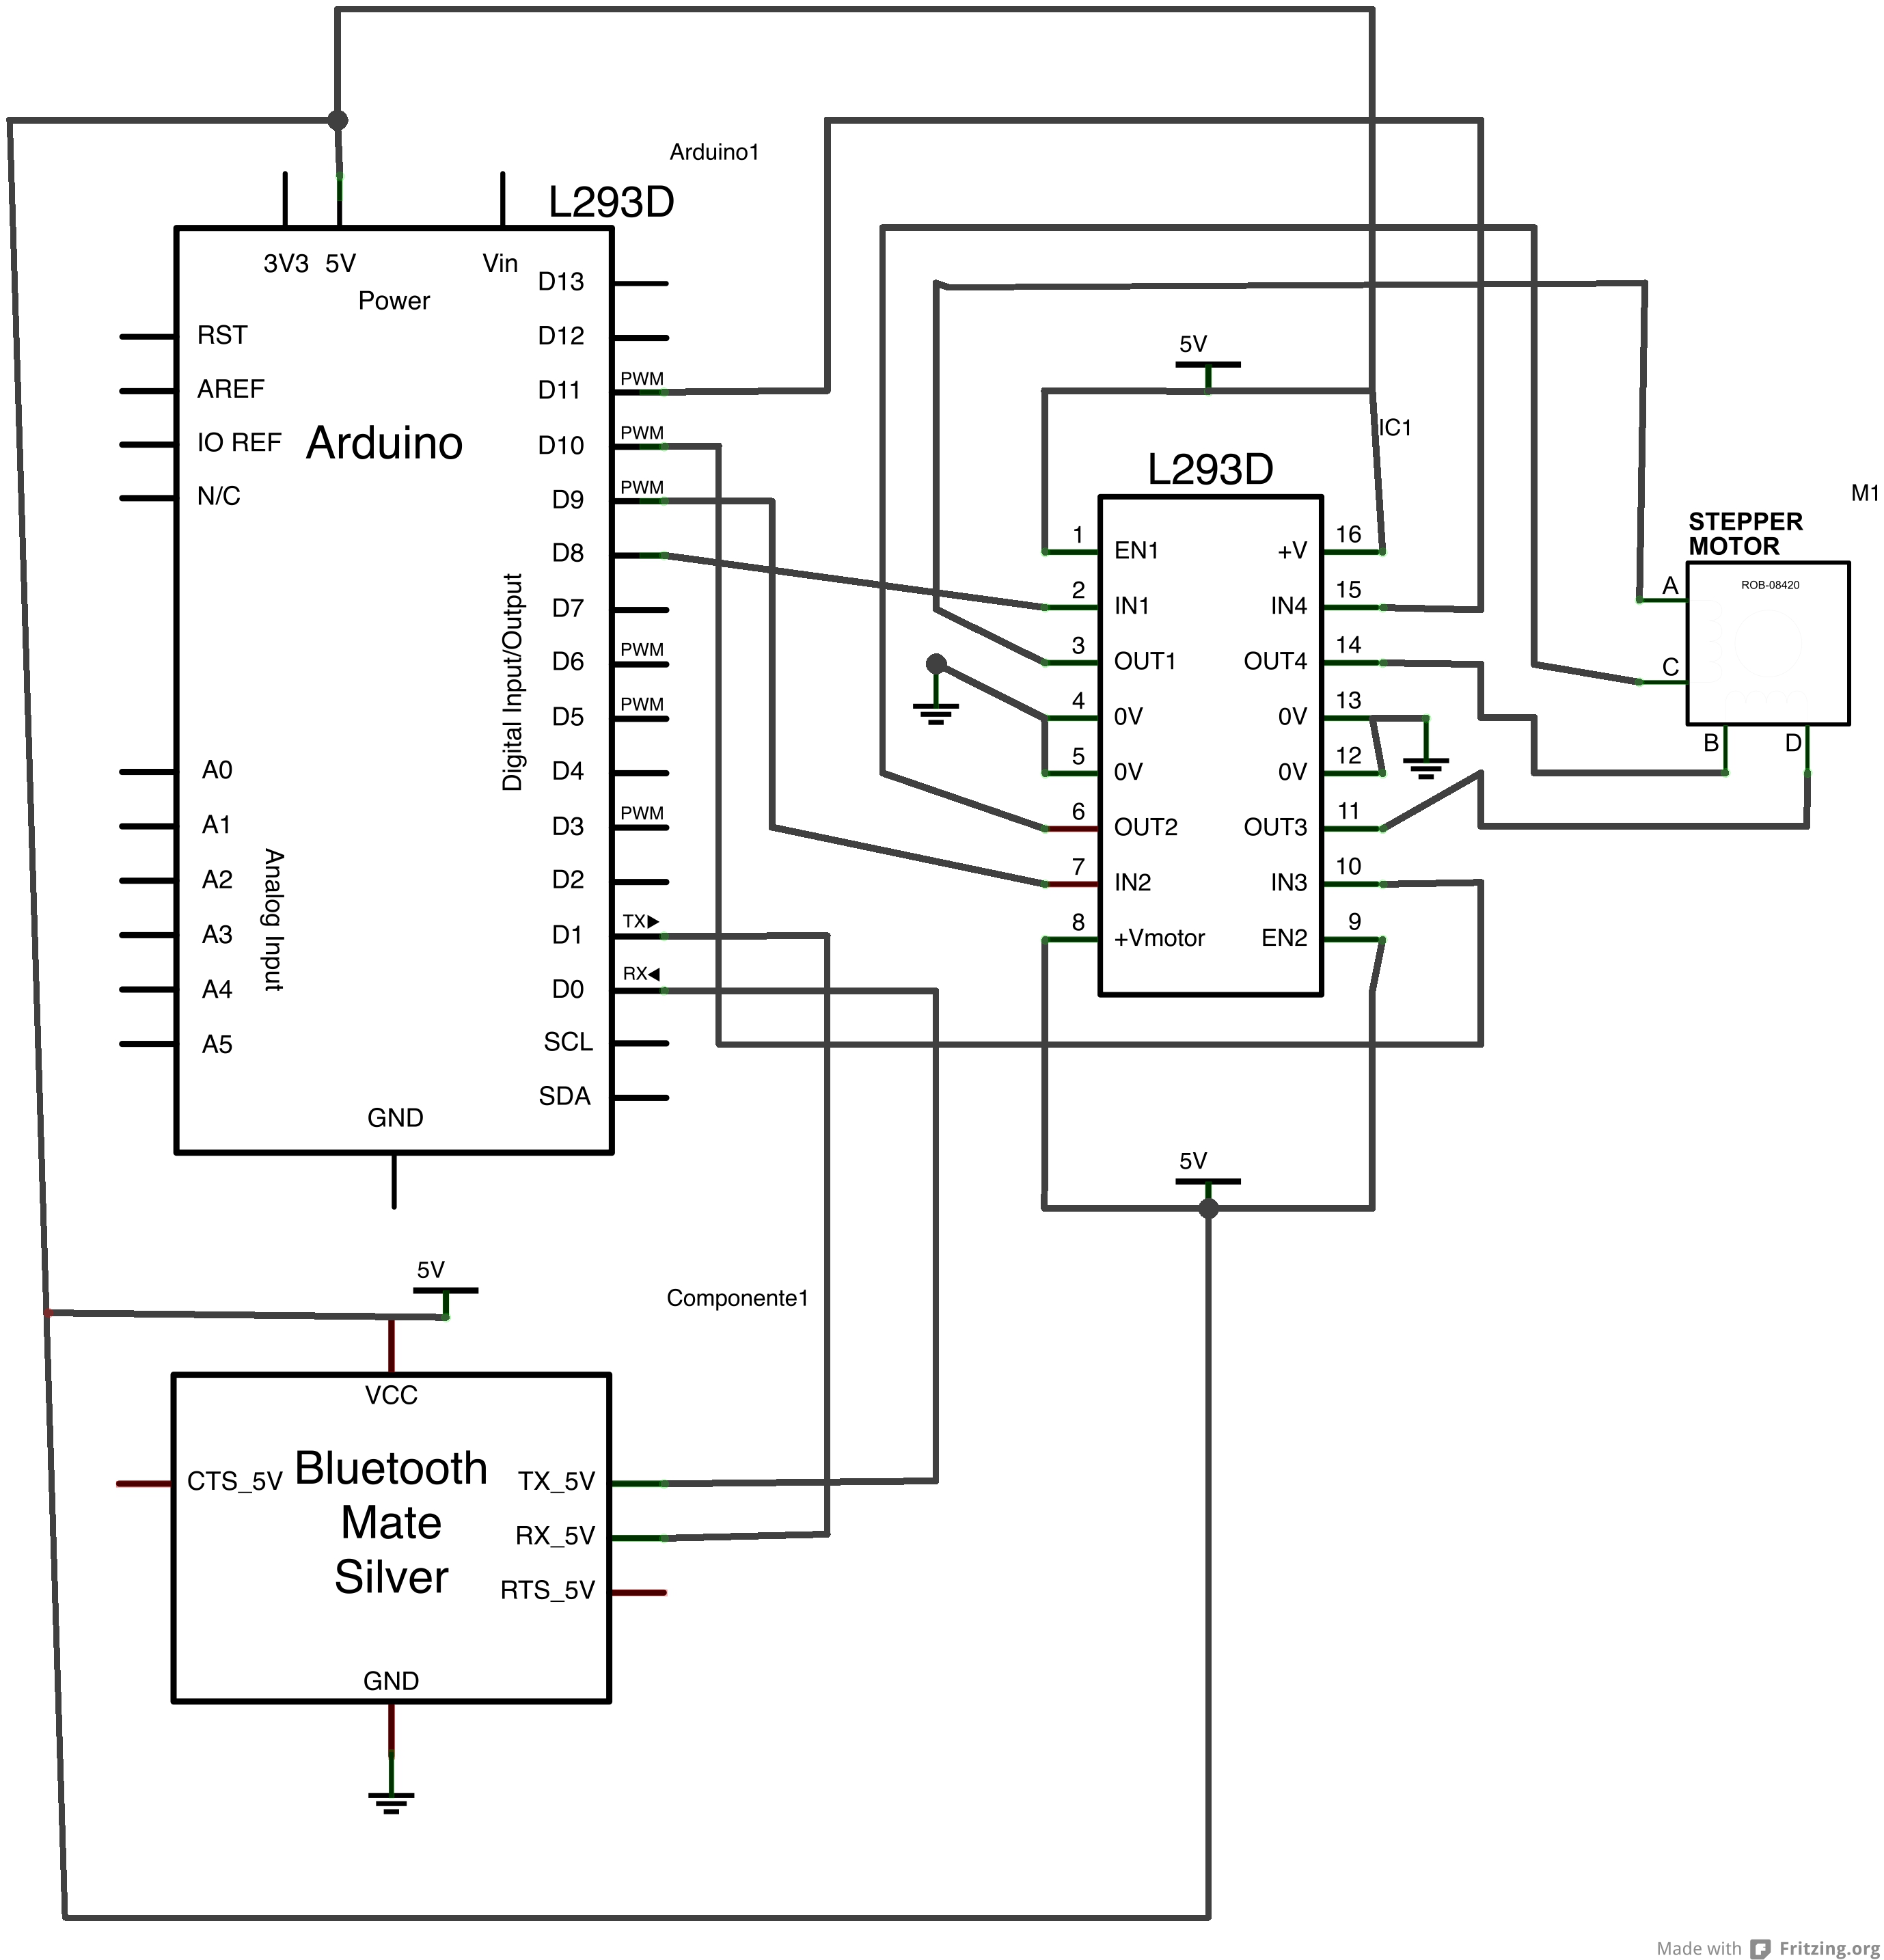 Arduino1
L293D
3V3 5V Vin
Power
Arduino
RST
AREF
IO REF
N/C
A0
A1
A2
A3
A4
A5
Analog Input
Digital Input/Output
D13
D12
D11 PWM
D10 PWM
D9 PWM
D8
D7
D6 PWM
D5 PWM
D4
D3 PWM
D2
D1 TX▶
D0 RX◀
SCL
SDA
GND
5V
IC1
L293D
1 EN1
2 IN1
3 OUT1
4 0V
5 0V
6 OUT2
7 IN2
8 +Vmotor
+V 16
IN4 15
OUT4 14
0V 13
0V 12
OUT3 11
IN3 10
EN2 9
5V
M1
STEPPER
MOTOR
ROB-08420
A
C
B D
5V
Componente1
VCC
Bluetooth
Mate
Silver
CTS_5V
TX_5V
RX_5V
RTS_5V
GND
Made with Fritzing.org